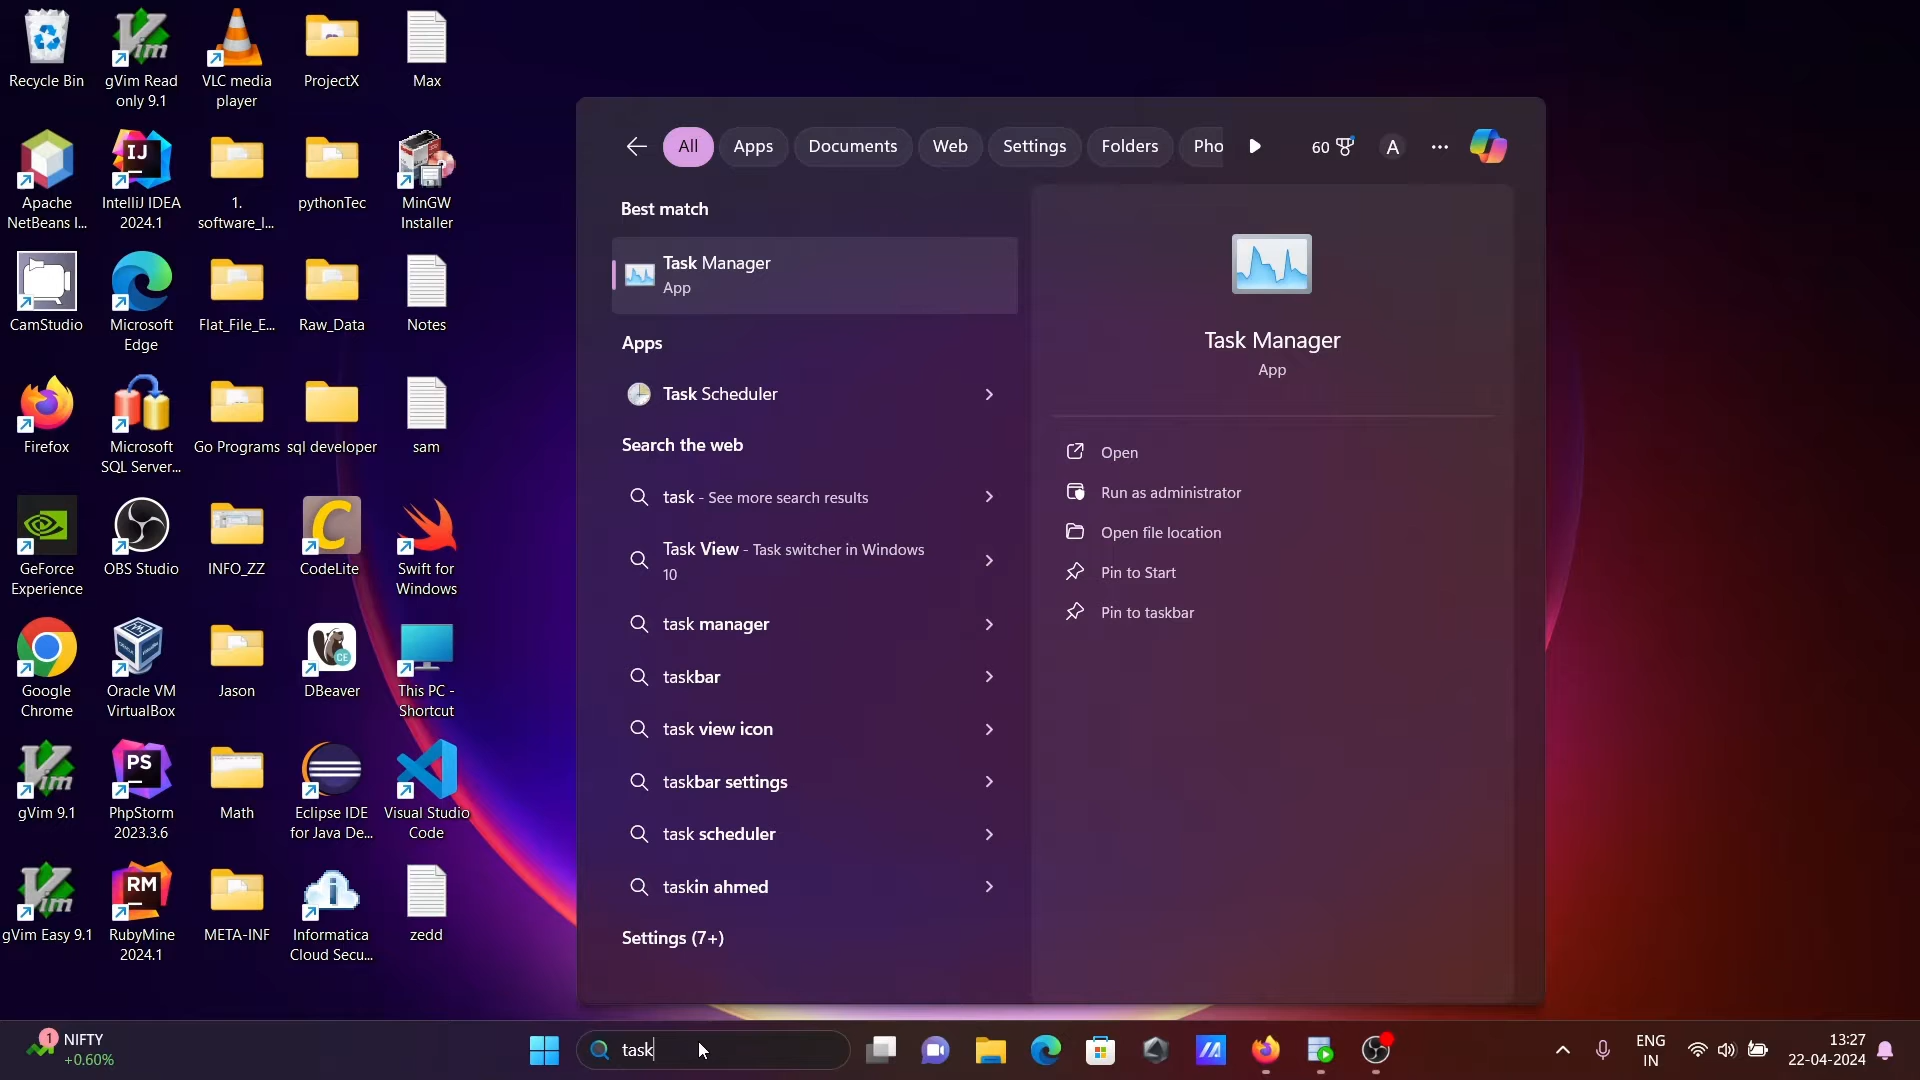 Recycle Bin
gVim Read
only 9.1
VLC media
player
ProjectX
Max
Apache
NetBeans I...
IJ
IntelliJ IDEA
2024.1
1.
software_l...
pythonTec
MinGW
Installer
CamStudio
Microsoft
Edge
Flat_File_E...
Raw_Data
Notes
Firefox
Microsoft
SQL Server...
Go Programs
sql developer
sam
GeForce
Experience
OBS Studio
INFO_ZZ
C
CodeLite
Swift for
Windows
Google
Chrome
Oracle VM
VirtualBox
Jason
CE
DBeaver
This PC -
Shortcut
gVim 9.1
PS
PhpStorm
2023.3.6
Math
Eclipse IDE
for Java De...
Visual Studio
Code
gVim Easy 9.1
RM
RubyMine
2024.1
META-INF
Informatica
Cloud Secu...
zedd
All
Apps
Documents
Web
Settings
Folders
Pho
60
A
Best match
Task Manager
App
Apps
Task Scheduler
Search the web
task - See more search results
Task View - Task switcher in Windows
10
task manager
taskbar
task view icon
taskbar settings
task scheduler
taskin ahmed
Settings (7+)
Task Manager
App
Open
Run as administrator
Open file location
Pin to Start
Pin to taskbar
1
NIFTY
+0.60%
task
ENG
IN
13:27
22-04-2024